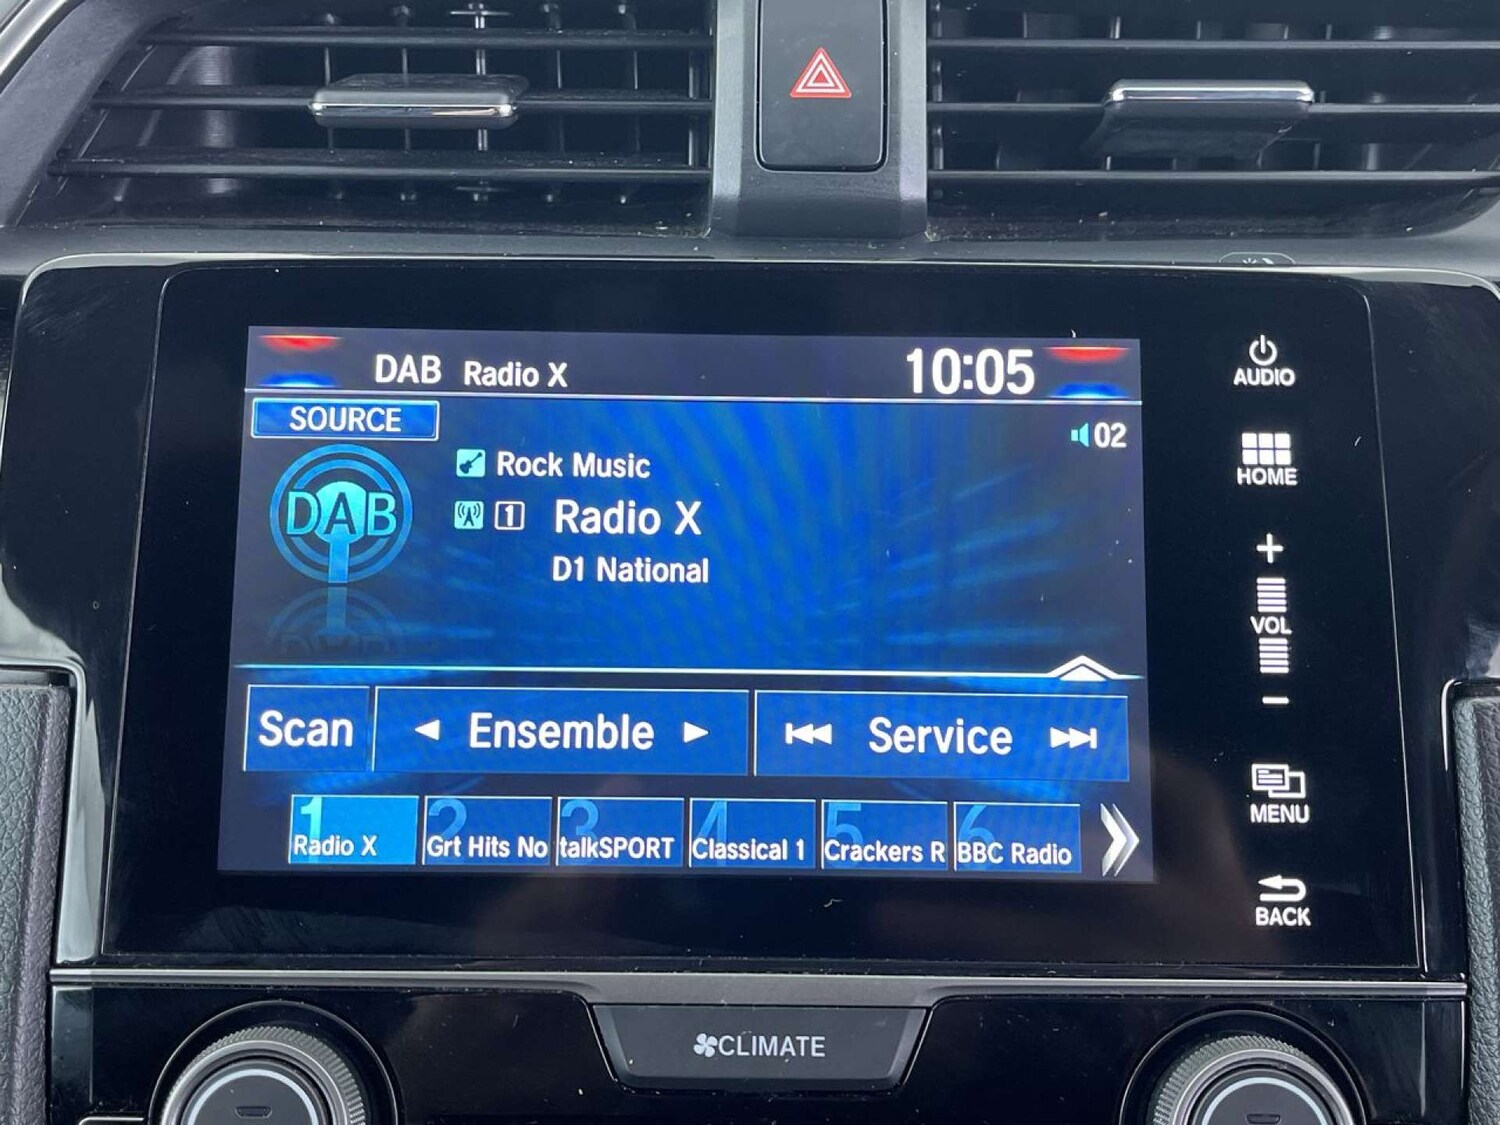 DAB Radio X 10:05
SOURCE
02
Rock Music
DAB
1 Radio X
D1 National
Scan
Ensemble
Service
1 Radio X
2 Grt Hits No
3 talkSPORT
4 Classical 1
5 Crackers R
6 BBC Radio
AUDIO
HOME
+
VOL
−
MENU
BACK
CLIMATE